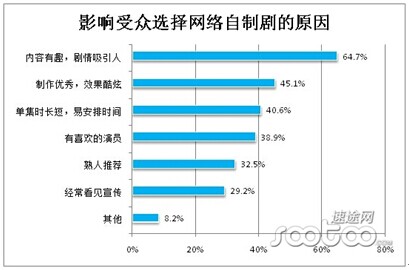 影响受众选择网络自制剧的原因
内容有趣，剧情吸引人 64.7%
制作优秀，效果酷炫 45.1%
单集时长短，易安排时间 40.6%
有喜欢的演员 38.9%
熟人推荐 32.5%
经常看见宣传 29.2%
其他 8.2%
0% 20% 40% 60% 80%
速途网
sootoo
.COM